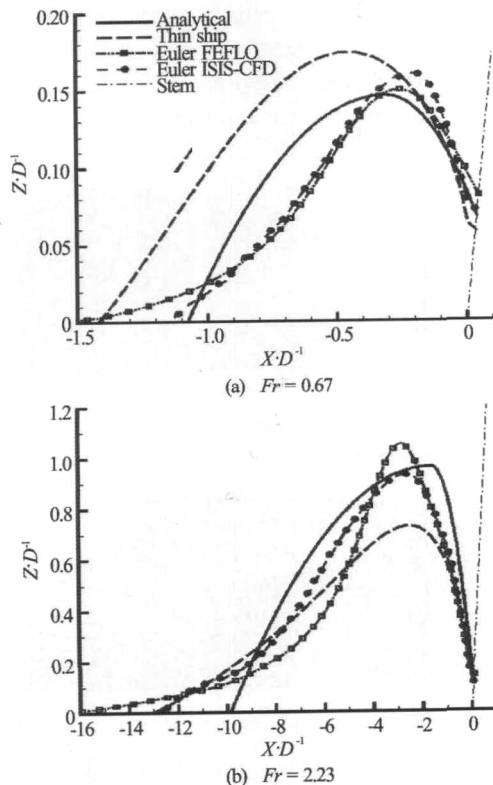 0.20
Analytical
Thin ship
Euler FEFLO
Euler ISIS-CFD
Stem
0.15
0.10
0.05
0
Z·D⁻¹
-1.5 -1.0 -0.5 0
X·D⁻¹
(a) Fr = 0.67
1.2
1.0
0.8
0.6
0.4
0.2
0
Z·D⁻¹
-16 -14 -12 -10 -8 -6 -4 -2 0
X·D⁻¹
(b) Fr = 2.23